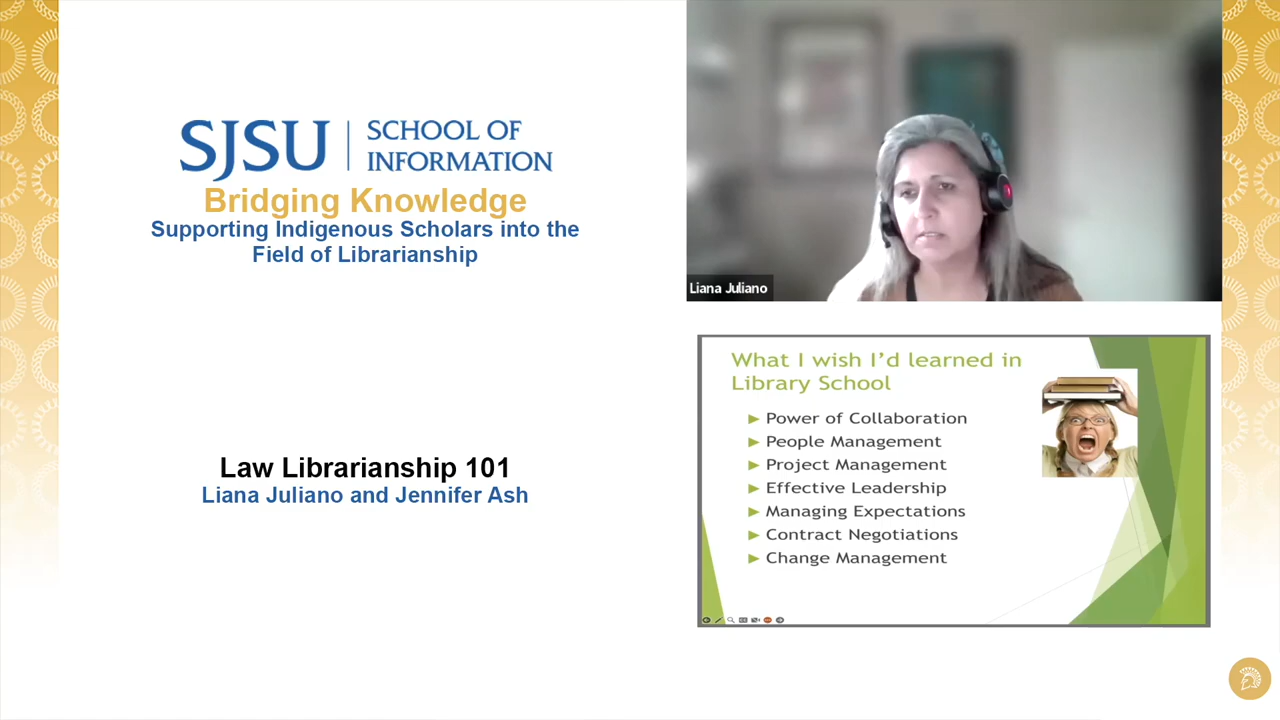 SJSU | SCHOOL OF
INFORMATION
Bridging Knowledge
Supporting Indigenous Scholars into the
Field of Librarianship
Law Librarianship 101
Liana Juliano and Jennifer Ash
Liana Juliano
What I wish I'd learned in
Library School
Power of Collaboration
People Management
Project Management
Effective Leadership
Managing Expectations
Contract Negotiations
Change Management